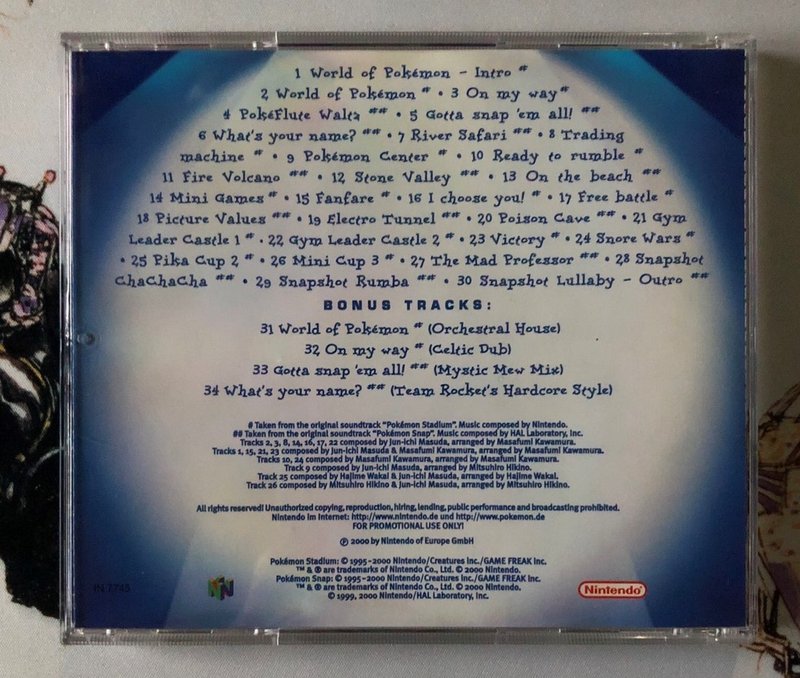 1 World of Pokémon - Intro #
2 World of Pokémon # • 3 On my way #
4 PokéFlute Waltz ## • 5 Gotta snap 'em all! ##
6 What's your name? ## • 7 River Safari ## • 8 Trading
machine # • 9 Pokémon Center # • 10 Ready to rumble #
11 Fire Volcano ## • 12 Stone Valley ## • 13 On the beach ##
14 Mini Games # • 15 Fanfare # • 16 I choose you! # • 17 Free battle #
18 Picture Values ## • 19 Electro Tunnel ## • 20 Poison Cave ## • 21 Gym
Leader Castle 1 # • 22 Gym Leader Castle 2 # • 23 Victory # • 24 Snore Wars #
• 25 Pika Cup 2 # • 26 Mini Cup 3 # • 27 The Mad Professor ## • 28 Snapshot
ChaChaCha ## • 29 Snapshot Rumba ## • 30 Snapshot Lullaby - Outro ##
BONUS TRACKS:
31 World of Pokémon # (Orchestral House)
32 On my way # (Celtic Dub)
33 Gotta snap 'em all! ## (Mystic Mew Mix)
34 What's your name? ## (Team Rocket's Hardcore Style)
# Taken from the original soundtrack "Pokémon Stadium". Music composed by Nintendo.
## Taken from the original soundtrack "Pokémon Snap". Music composed by HAL Laboratory, Inc.
Tracks 2, 3, 8, 14, 16, 17, 22 composed by Jun-ichi Masuda, arranged by Masafumi Kawamura.
Tracks 1, 15, 21, 23 composed by Jun-ichi Masuda & Masafumi Kawamura, arranged by Masafumi Kawamura.
Tracks 10, 24 composed by Masafumi Kawamura, arranged by Masafumi Kawamura.
Track 9 composed by Jun-ichi Masuda, arranged by Mitsuhiro Hikino.
Track 25 composed by Hajime Wakai & Jun-ichi Masuda, arranged by Hajime Wakai.
Track 26 composed by Mitsuhiro Hikino & Jun-ichi Masuda, arranged by Mitsuhiro Hikino.
All rights reserved! Unauthorized copying, reproduction, hiring, lending, public performance and broadcasting prohibited.
Nintendo im Internet: http://www.nintendo.de und http://www.pokemon.de
FOR PROMOTIONAL USE ONLY!
℗ 2000 by Nintendo of Europe GmbH
Pokémon Stadium: © 1995-2000 Nintendo/Creatures Inc./GAME FREAK Inc.
™ & ® are trademarks of Nintendo Co., Ltd. © 2000 Nintendo.
Pokémon Snap: © 1995-2000 Nintendo/Creatures Inc./GAME FREAK Inc.
™ & ® are trademarks of Nintendo Co., Ltd. © 2000 Nintendo.
© 1999, 2000 Nintendo/HAL Laboratory, Inc.
Nintendo